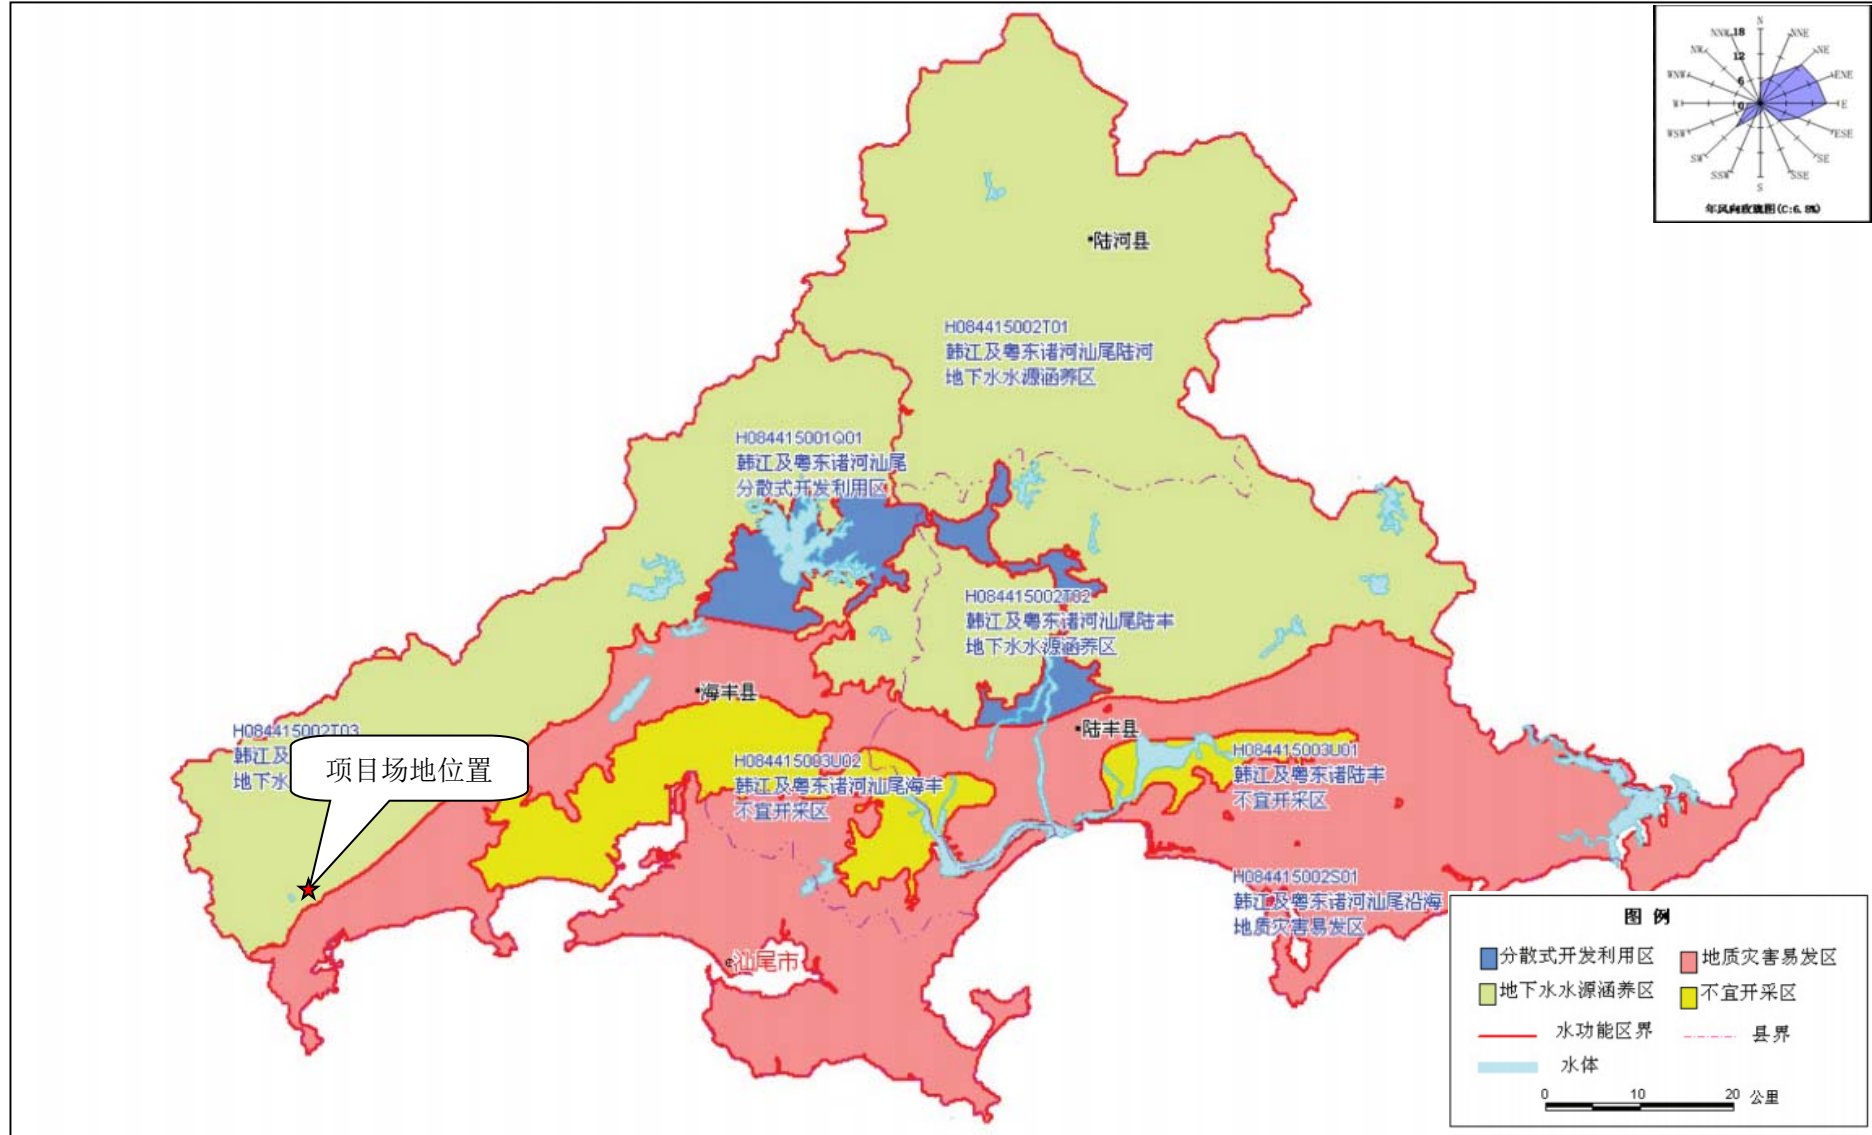 N
NNW
NNE
NW
NE
WNW
ENE
W
E
WSW
ESE
SW
SE
SSW
SSE
S
18
12
6
0
年风向玫瑰图(C:6.8%)
陆河县
H084415002T01
韩江及粤东诸河汕尾陆河
地下水水源涵养区
H084415001Q01
韩江及粤东诸河汕尾
分散式开发利用区
H084415002T02
韩江及粤东诸河汕尾陆丰
地下水水源涵养区
海丰县
陆丰县
H084415002T03
韩江及
地下水
项目场地位置
H084415003U02
韩江及粤东诸河汕尾海丰
不宜开采区
H084415003U01
韩江及粤东诸陆丰
不宜开采区
H084415002S01
韩江及粤东诸河汕尾沿海
地质灾害易发区
汕尾市
图 例
分散式开发利用区
地质灾害易发区
地下水水源涵养区
不宜开采区
水功能区界
县界
水体
0 10 20 公里